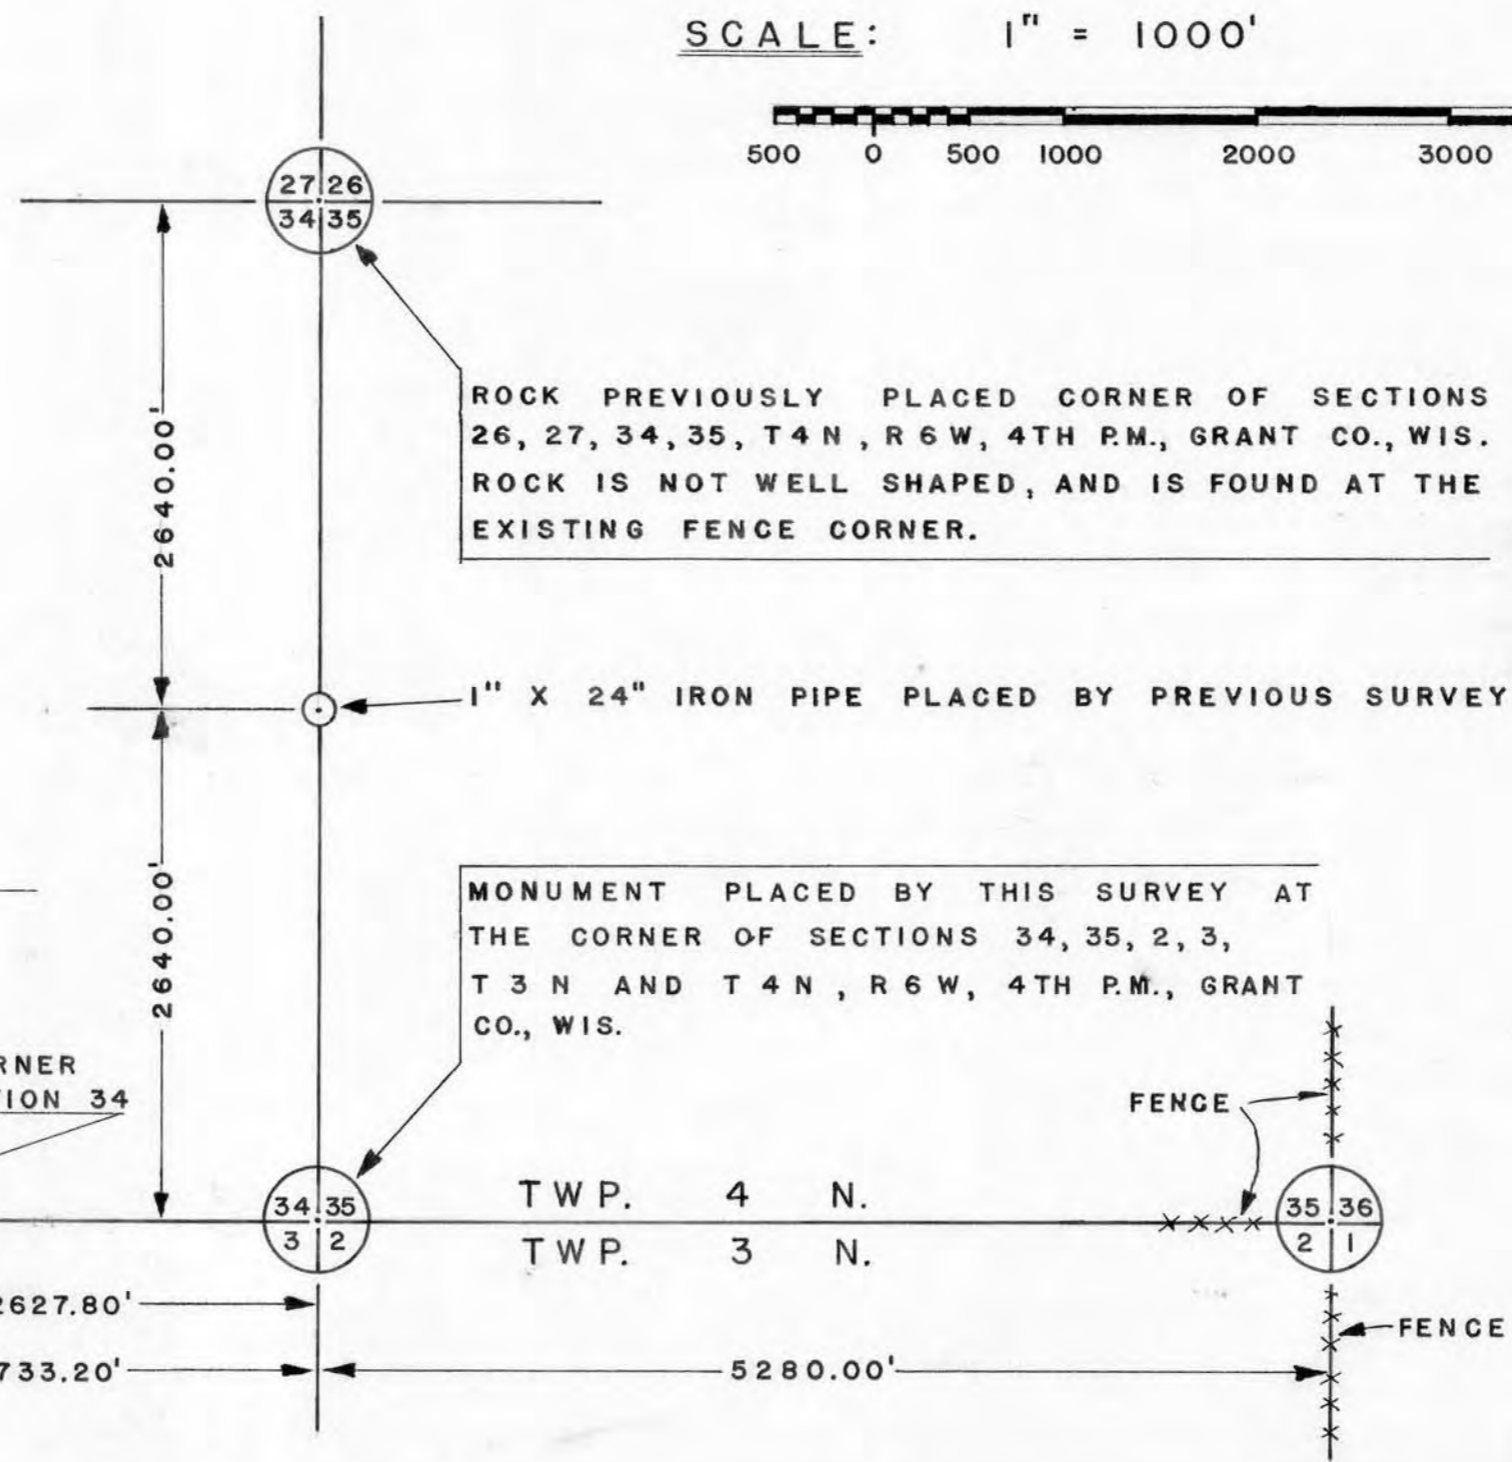 SCALE: 1" = 1000'
500 0 500 1000 2000 3000
27 26
34 35
ROCK PREVIOUSLY PLACED CORNER OF SECTIONS
26, 27, 34, 35, T 4 N, R 6 W, 4TH P.M., GRANT CO., WIS.
ROCK IS NOT WELL SHAPED, AND IS FOUND AT THE
EXISTING FENCE CORNER.
2640.00'
1" X 24" IRON PIPE PLACED BY PREVIOUS SURVEY
2640.00'
MONUMENT PLACED BY THIS SURVEY AT
THE CORNER OF SECTIONS 34, 35, 2, 3,
T 3 N AND T 4 N, R 6 W, 4TH P.M., GRANT
CO., WIS.
RNER
TION 34
FENCE
34 35
3 2
TWP. 4 N.
TWP. 3 N.
35 36
2 1
2627.80'
FENCE
733.20'
5280.00'